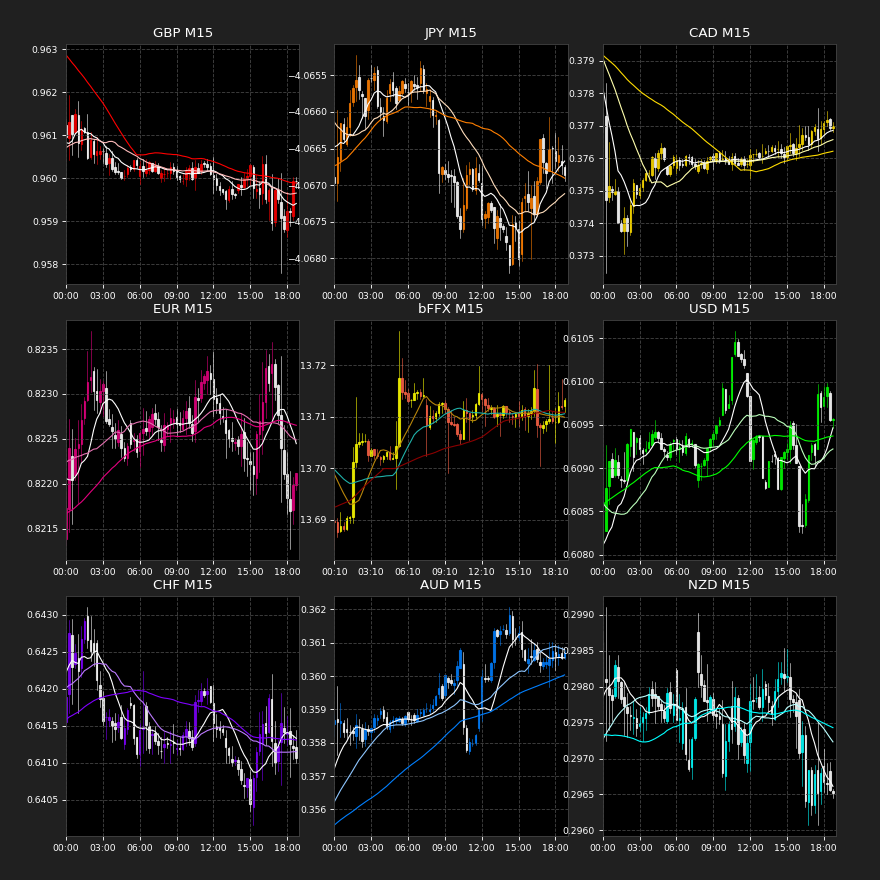 GBP M15 JPY M15 CAD M15
0.963 0.962 0.961 0.960 0.959 0.958
−4.0655 −4.0660 −4.0665 −4.0670 −4.0675 −4.0680
0.379 0.378 0.377 0.376 0.375 0.374 0.373
00:00 03:00 06:00 09:00 12:00 15:00 18:00 00:00 03:00 06:00 09:00 12:00 15:00 18:00 00:00 03:00 06:00 09:00 12:00 15:00 18:00
EUR M15 bFFX M15 USD M15
0.8235 0.8230 0.8225 0.8220 0.8215
13.72 13.71 13.70 13.69
0.6105 0.6100 0.6095 0.6090 0.6085 0.6080
00:00 03:00 06:00 09:00 12:00 15:00 18:00 00:10 03:10 06:10 09:10 12:10 15:10 18:10 00:00 03:00 06:00 09:00 12:00 15:00 18:00
CHF M15 AUD M15 NZD M15
0.6430 0.6425 0.6420 0.6415 0.6410 0.6405
0.362 0.361 0.360 0.359 0.358 0.357 0.356
0.2990 0.2985 0.2980 0.2975 0.2970 0.2965 0.2960
00:00 03:00 06:00 09:00 12:00 15:00 18:00 00:00 03:00 06:00 09:00 12:00 15:00 18:00 00:00 03:00 06:00 09:00 12:00 15:00 18:00